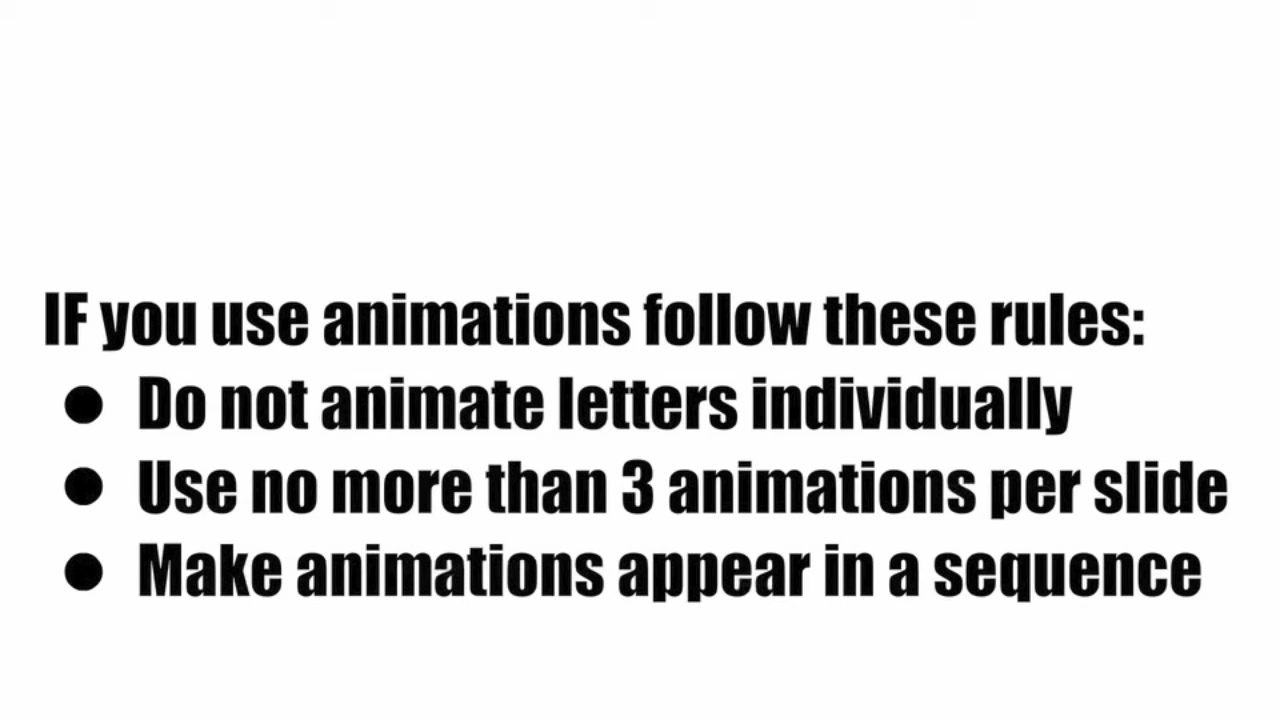 IF you use animations follow these rules:
● Do not animate letters individually
● Use no more than 3 animations per slide
● Make animations appear in a sequence